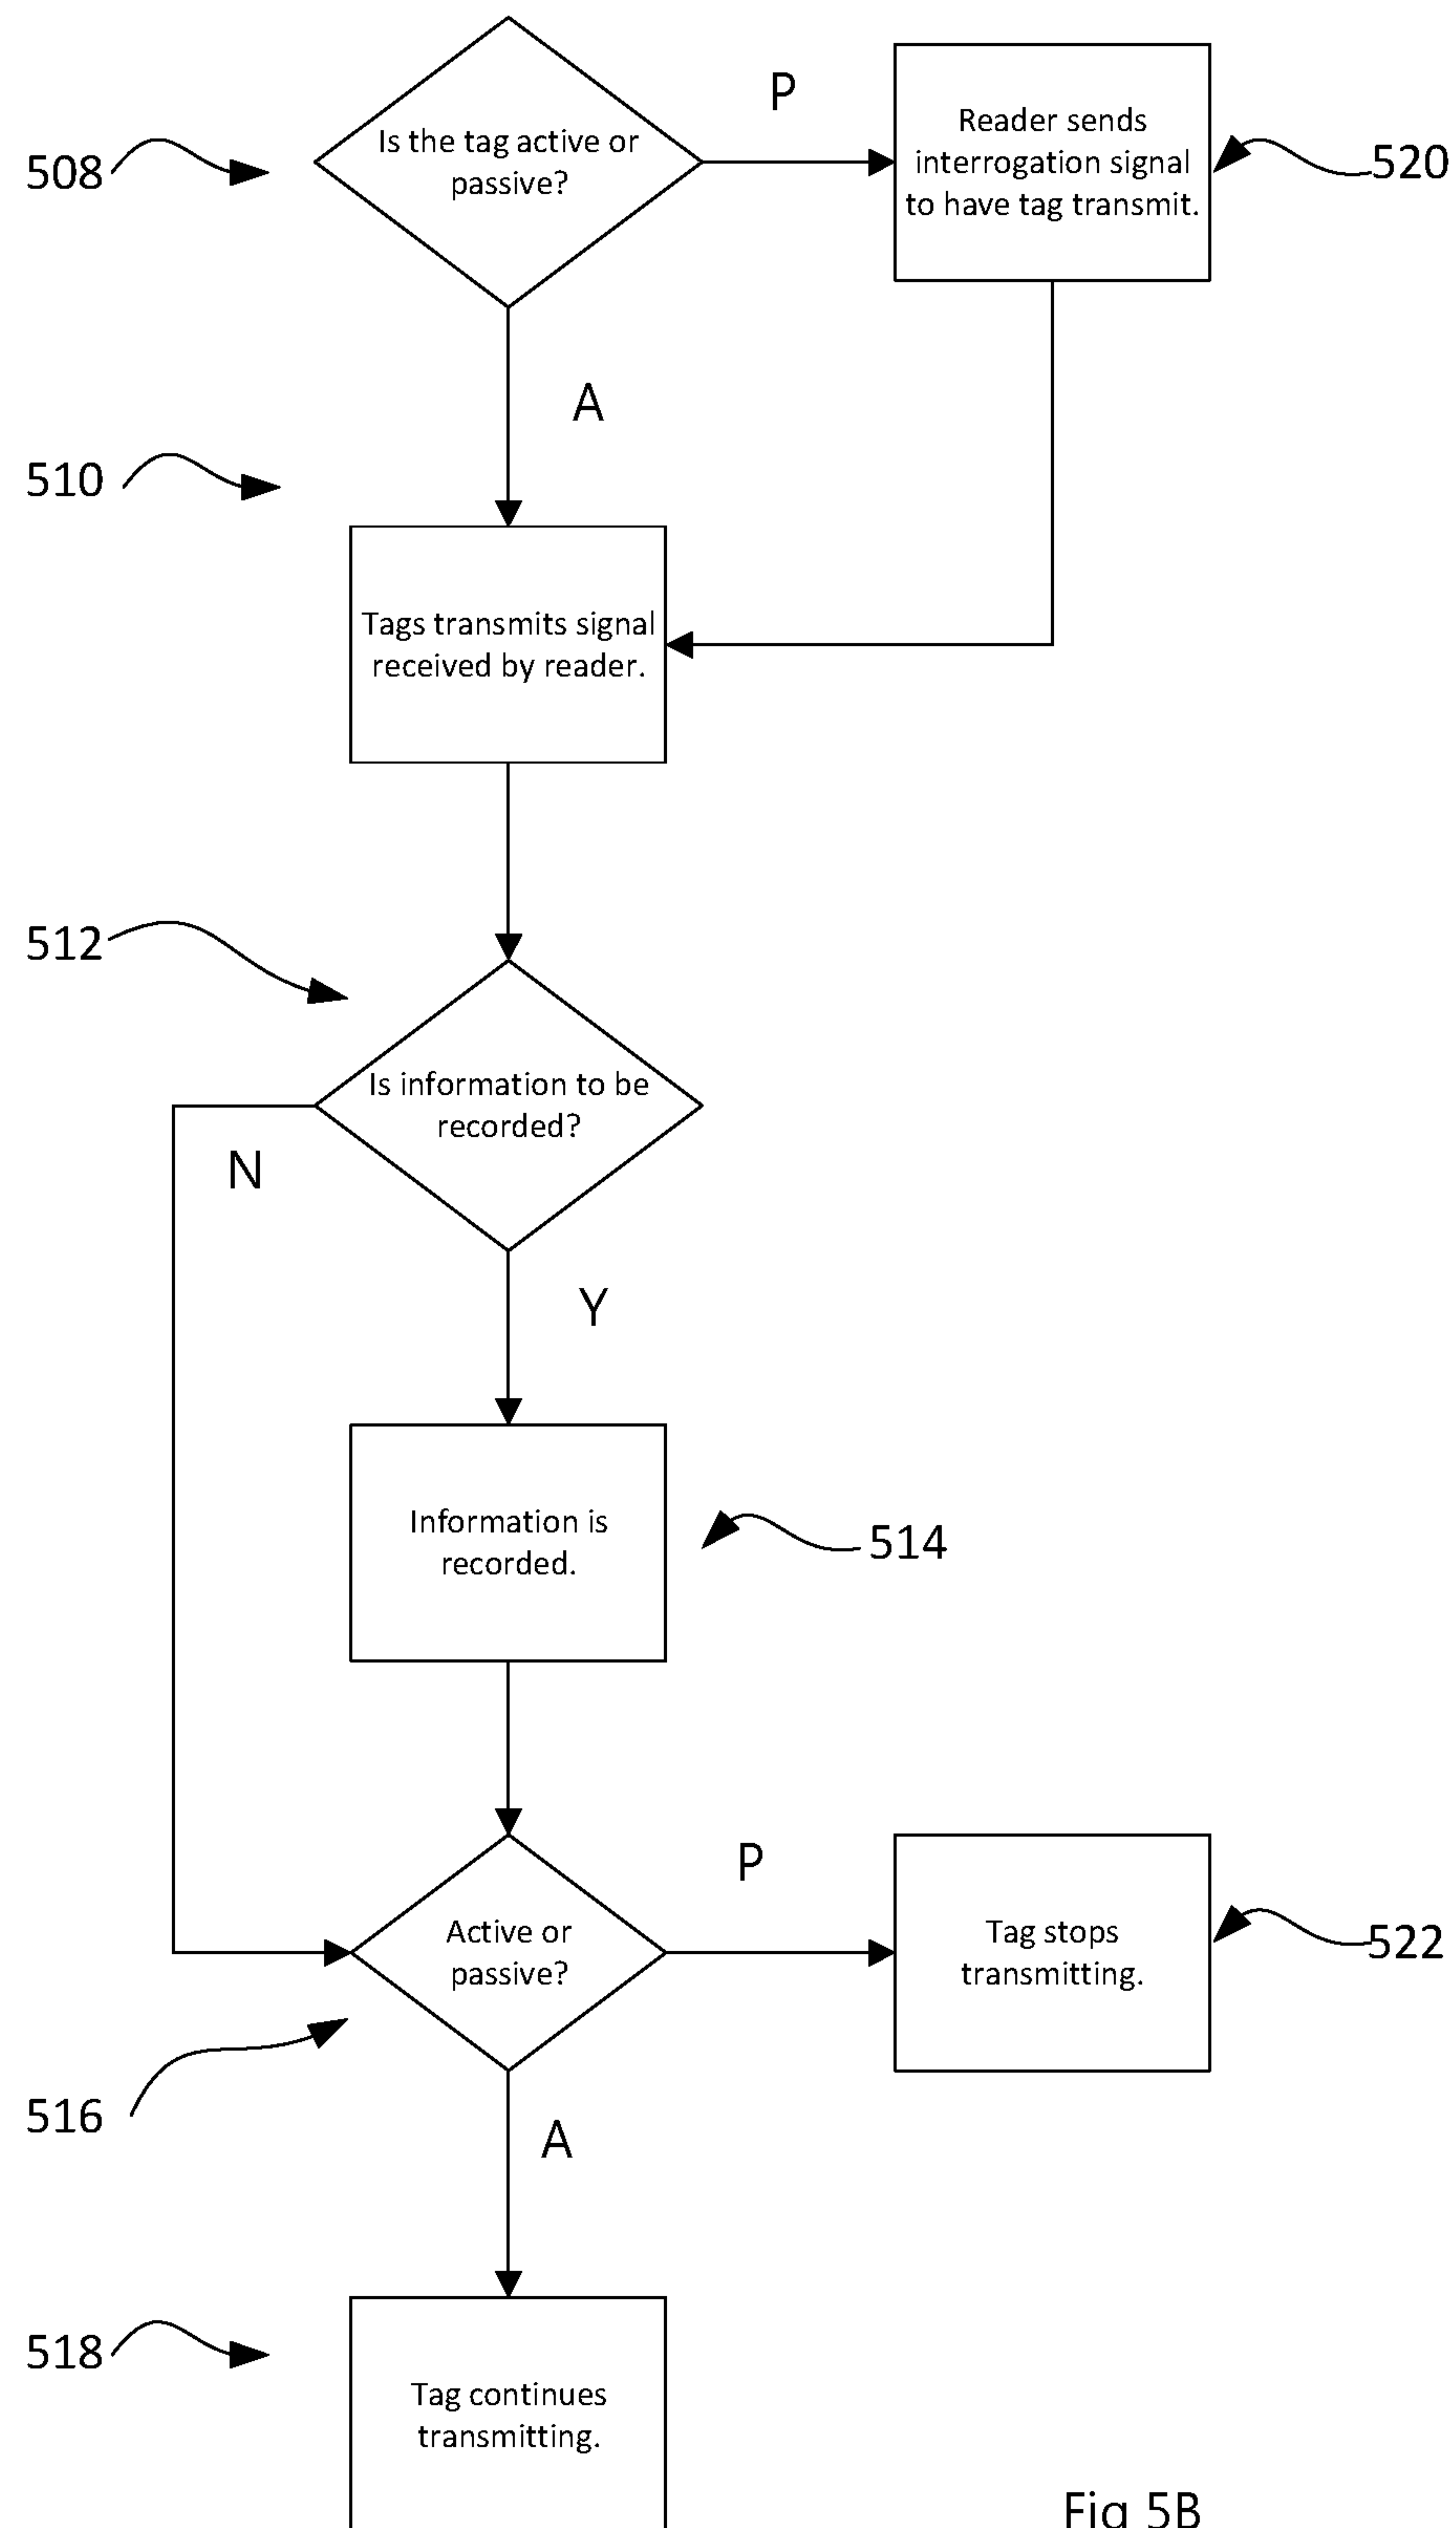 508
Is the tag active or
passive?
P
Reader sends
interrogation signal
to have tag transmit.
520
A
510
Tags transmits signal
received by reader.
512
Is information to be
recorded?
N
Y
Information is
recorded.
514
Active or
passive?
P
Tag stops
transmitting.
522
516
A
518
Tag continues
transmitting.
Fig 5B